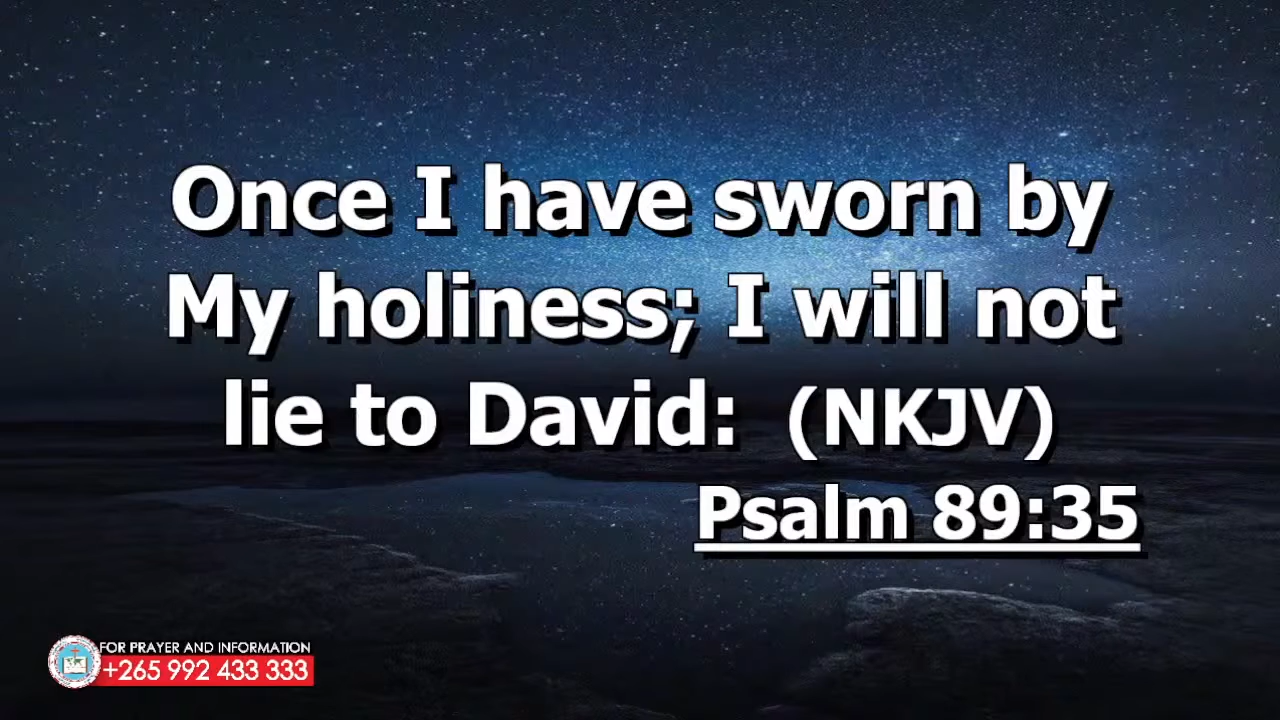 Once I have sworn by
My holiness; I will not
lie to David: (NKJV)
Psalm 89:35
FOR PRAYER AND INFORMATION
+265 992 433 333